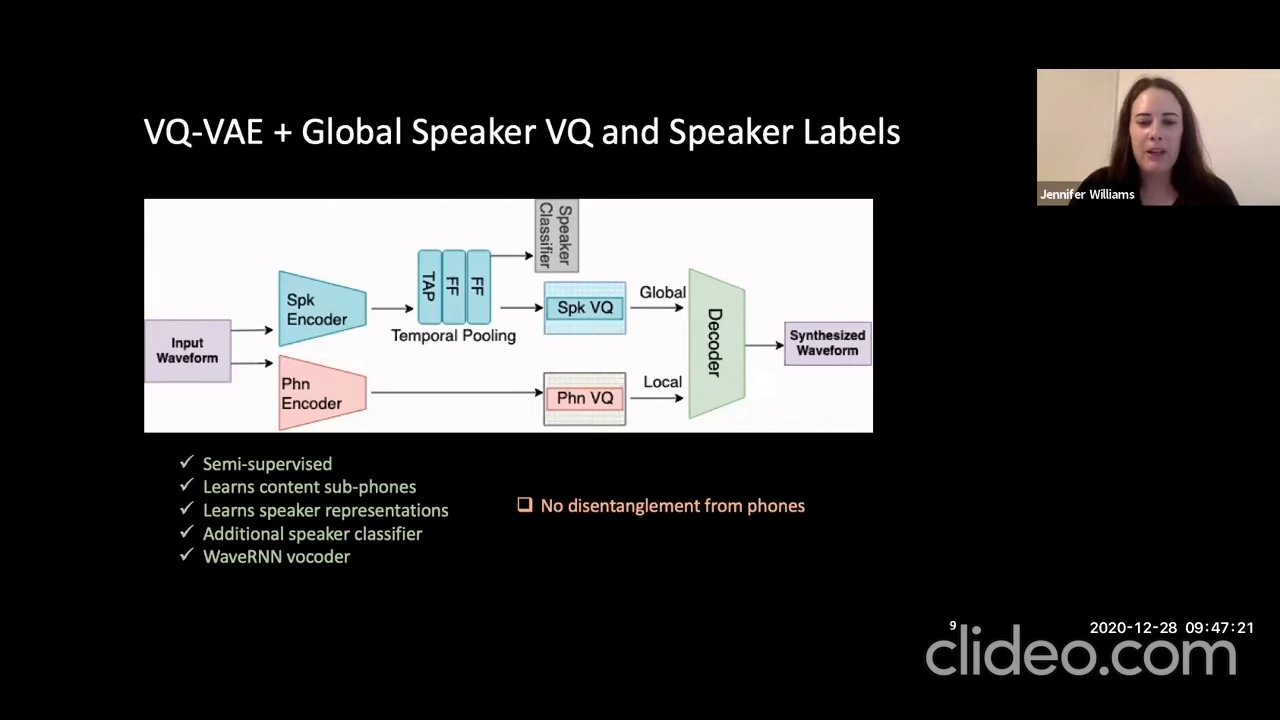 VQ-VAE + Global Speaker VQ and Speaker Labels
Jennifer Williams
Speaker
Classifier
Spk
Encoder
TAP
FF
FF
Temporal Pooling
Spk VQ
Global
Decoder
Input
Waveform
Synthesized
Waveform
Phn
Encoder
Phn VQ
Local
✓ Semi-supervised
✓ Learns content sub-phones
✓ Learns speaker representations
✓ Additional speaker classifier
✓ WaveRNN vocoder
❑ No disentanglement from phones
9
2020-12-28 09:47:21
clideo.com